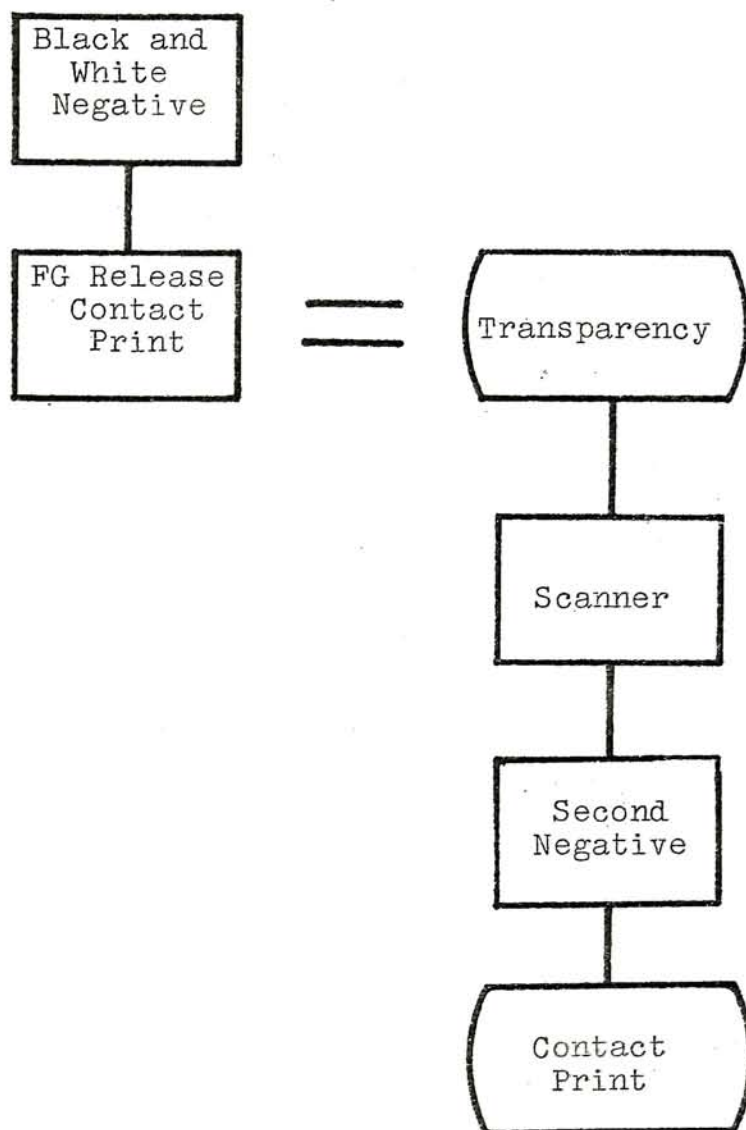 Black and
White
Negative
FG Release
Contact
Print
Transparency
Scanner
Second
Negative
Contact
Print